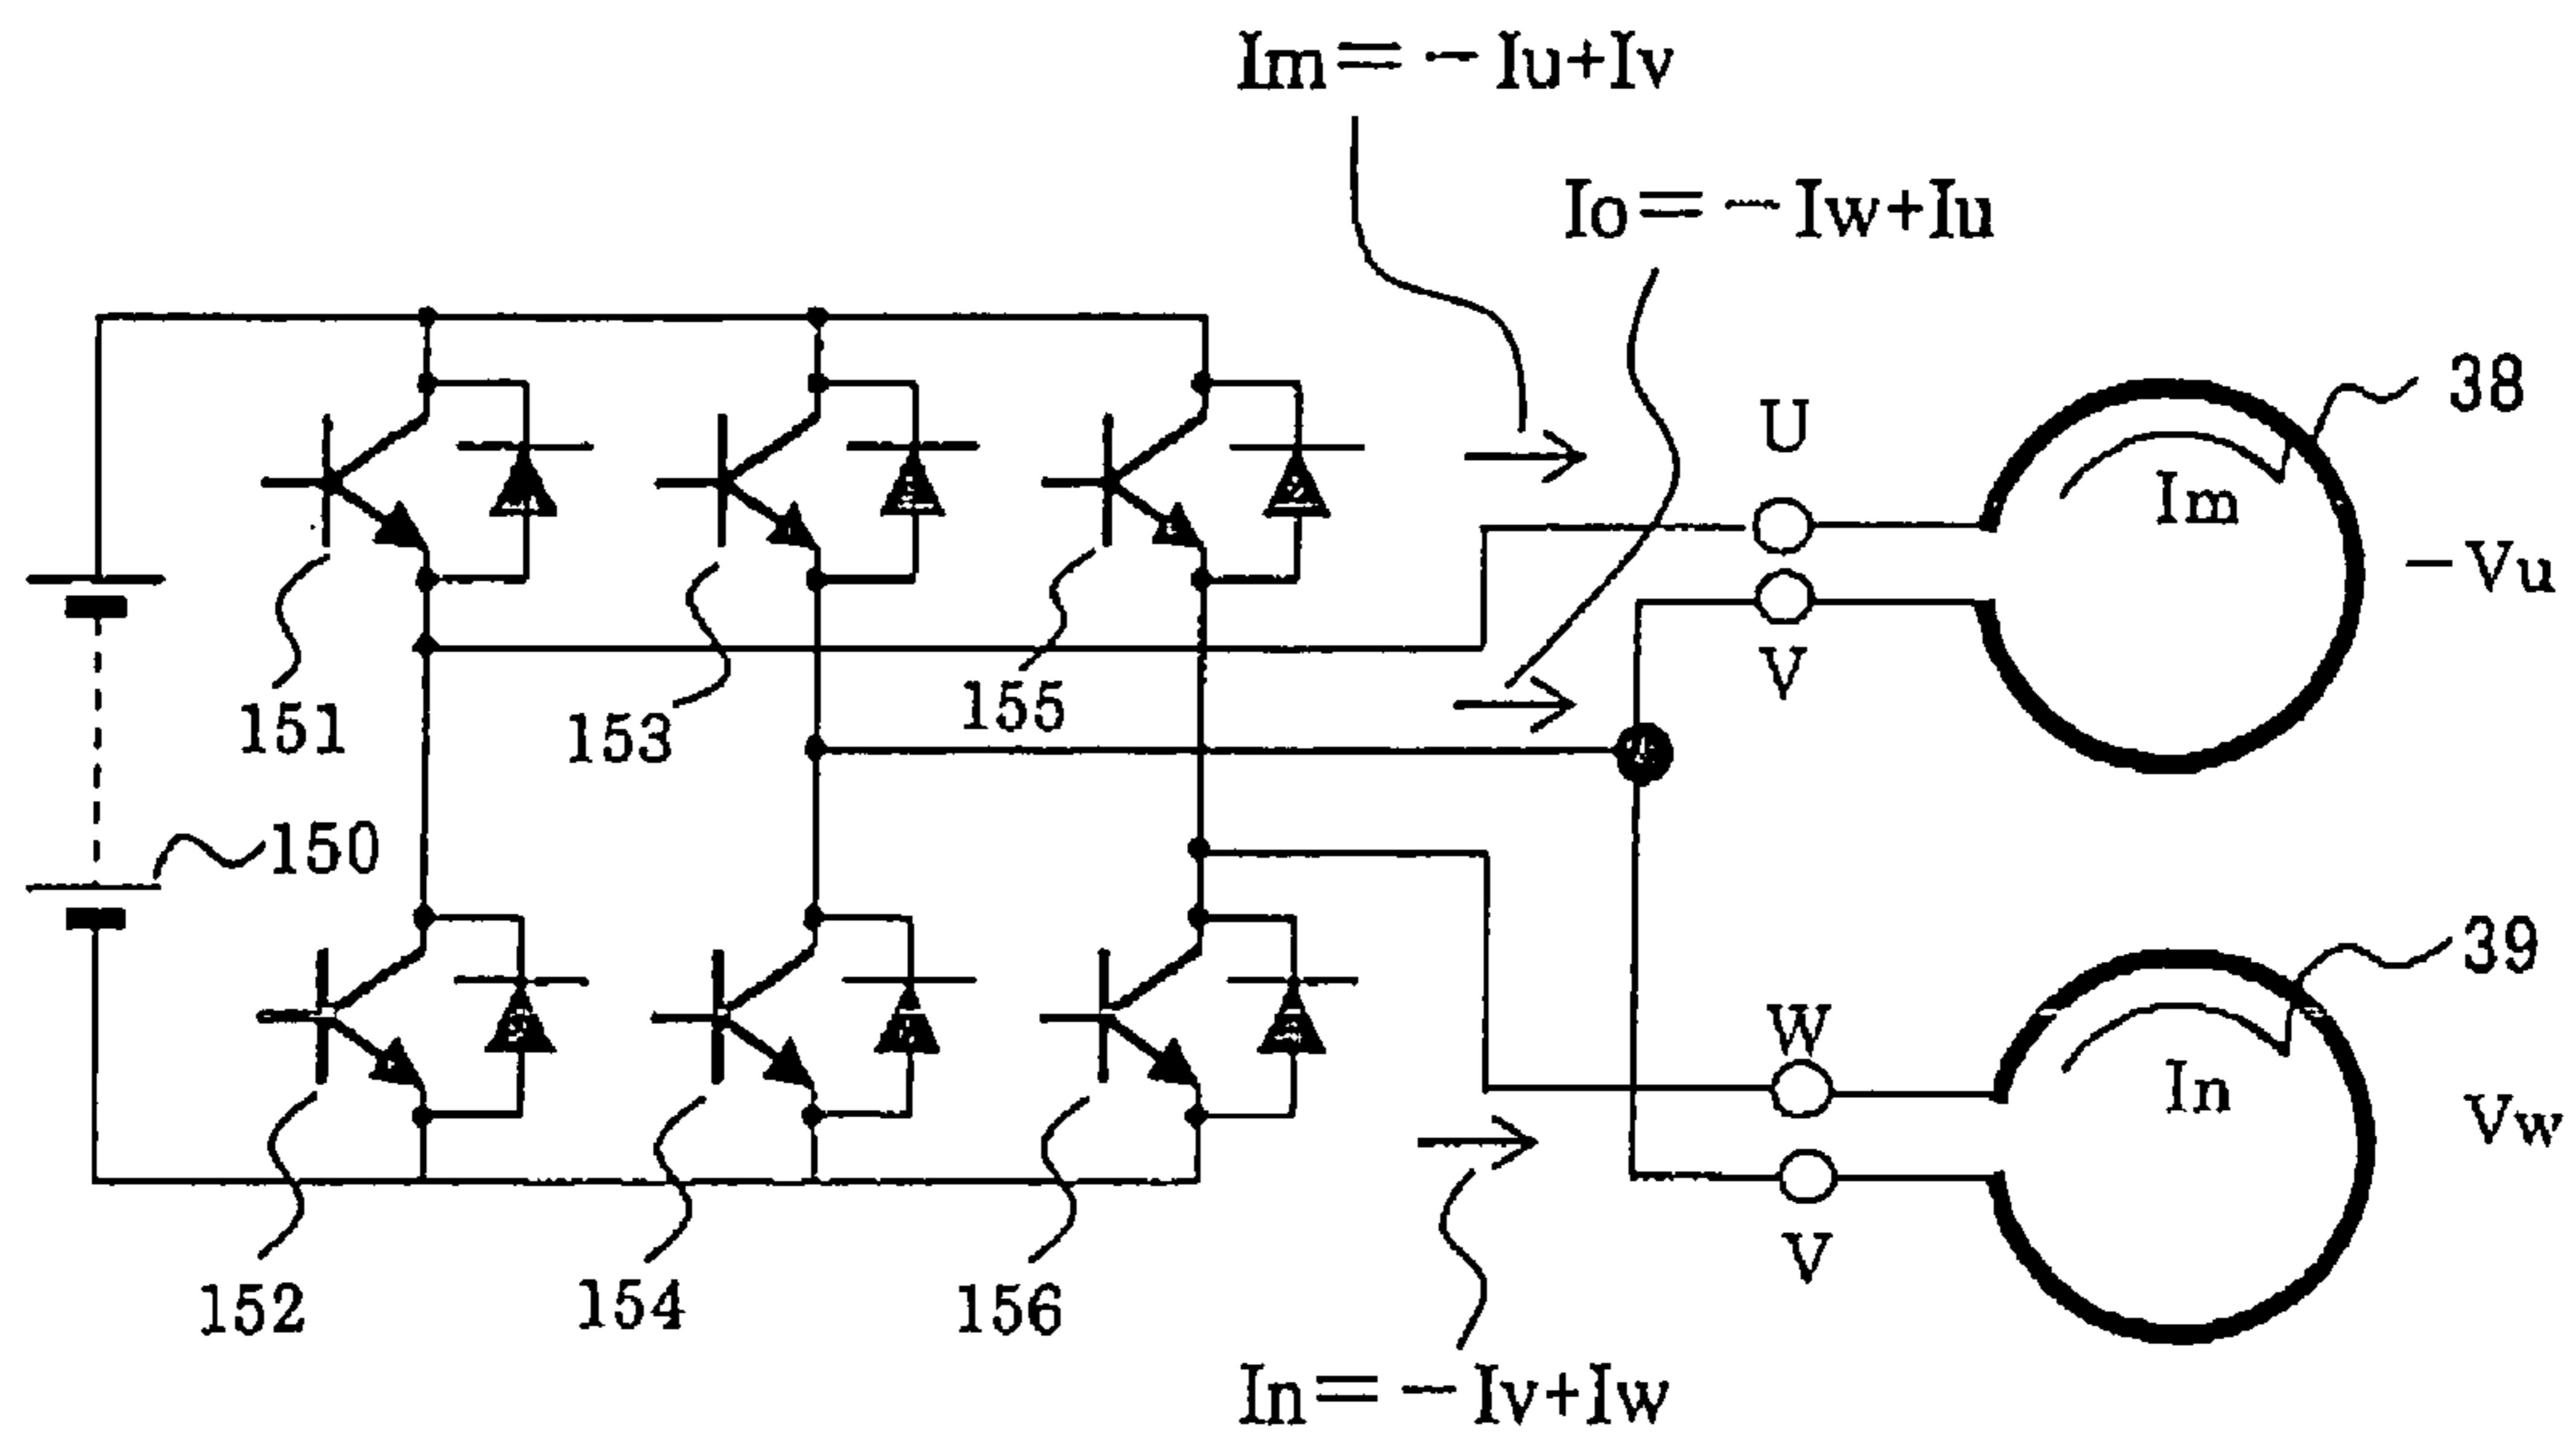 Im=-Iu+Iv
Io=-Iw+Iu
U
38
Im
-Vu
V
151
153
155
150
39
W
In
Vw
V
152
154
156
In=-Iv+Iw